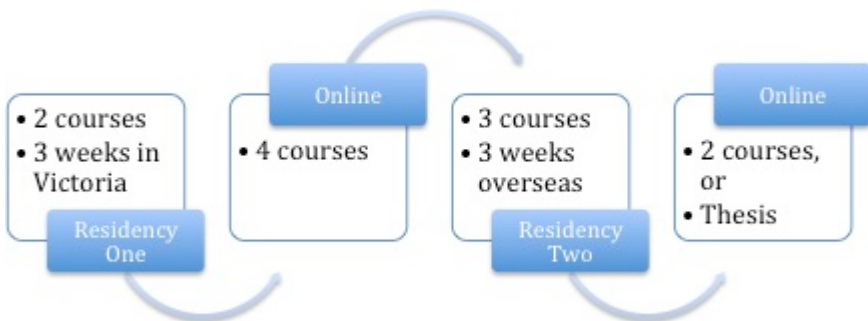 • 2 courses
• 3 weeks in
Victoria
Residency
One
Online
• 4 courses
• 3 courses
• 3 weeks
overseas
Residency
Two
Online
• 2 courses,
or
• Thesis